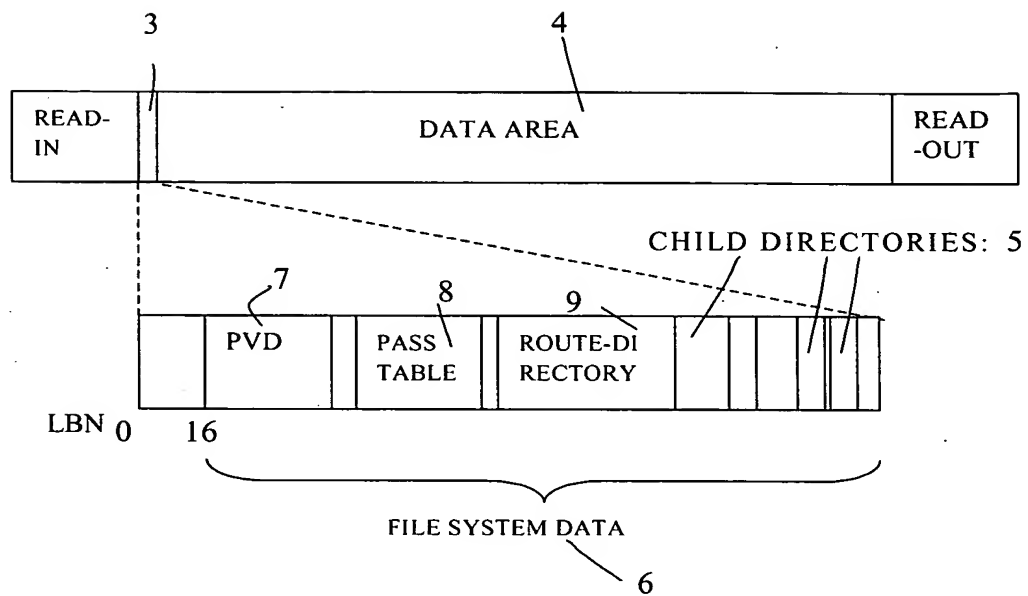 3
4
READ-
IN
DATA AREA
READ
-OUT
CHILD DIRECTORIES: 5
7
8
9
PVD
PASS
TABLE
ROUTE-DI
RECTORY
LBN 0 16
FILE SYSTEM DATA
6